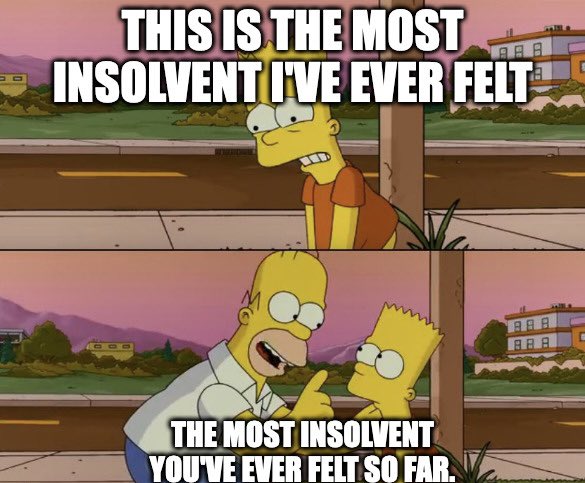 THIS IS THE MOST
INSOLVENT I'VE EVER FELT
THE MOST INSOLVENT
YOU'VE EVER FELT SO FAR.